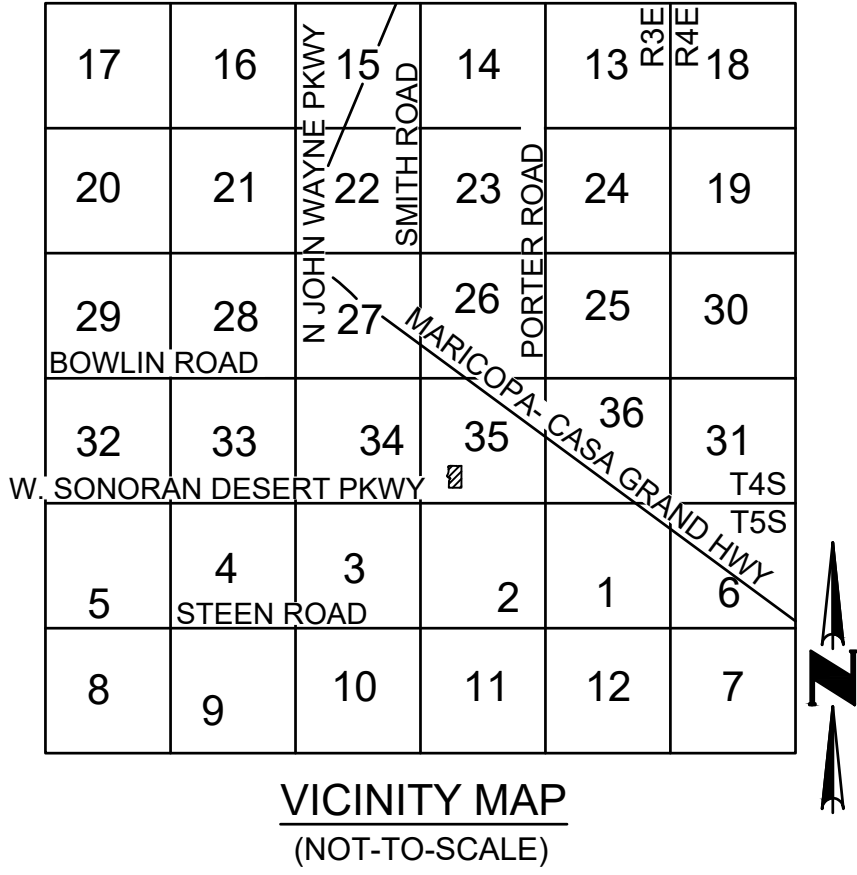 17 16 15 14 13 18
R3E
R4E
N JOHN WAYNE PKWY
SMITH ROAD
PORTER ROAD
20 21 22 23 24 19
29 28 27 26 25 30
BOWLIN ROAD
MARICOPA- CASA GRAND HWY
32 33 34 35 36 31
W. SONORAN DESERT PKWY
T4S
T5S
5 4 3 2 1 6
STEEN ROAD
8 9 10 11 12 7
N
VICINITY MAP
(NOT-TO-SCALE)